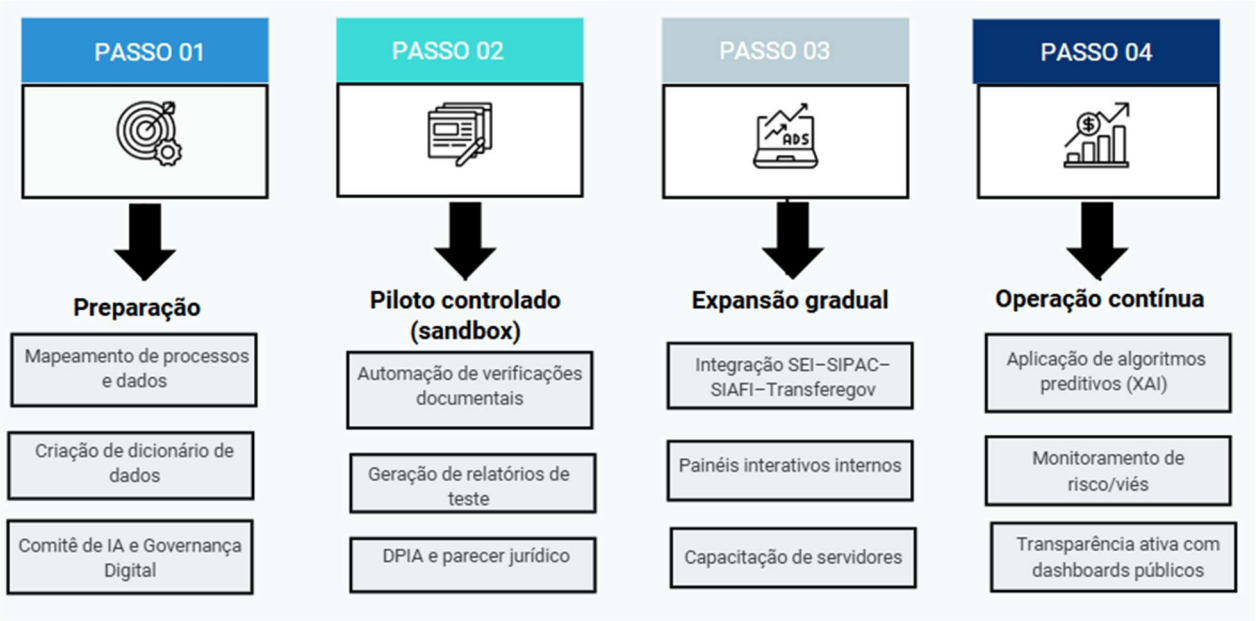 PASSO 01
PASSO 02
PASSO 03
PASSO 04
ADS
$
Preparação
Mapeamento de processos
e dados
Criação de dicionário de
dados
Comitê de IA e Governança
Digital
Piloto controlado
(sandbox)
Automação de verificações
documentais
Geração de relatórios de
teste
DPIA e parecer jurídico
Expansão gradual
Integração SEI–SIPAC–
SIAFI–Transferegov
Painéis interativos internos
Capacitação de servidores
Operação contínua
Aplicação de algoritmos
preditivos (XAI)
Monitoramento de
risco/viés
Transparência ativa com
dashboards públicos